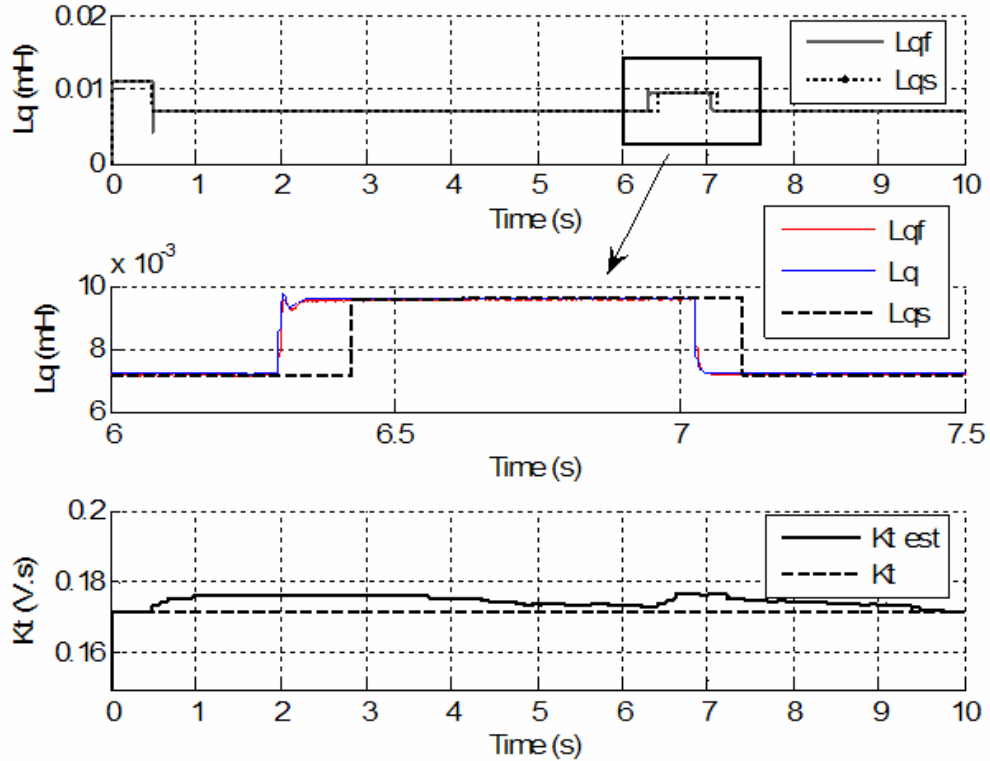 Lq (mH)
0.02
0.01
0
Lqf
Lqs
0 1 2 3 4 5 6 7 8 9 10
Time (s)
x 10-3
Lq (mH)
10
8
6
Lqf
Lq
Lqs
6 6.5 7 7.5
Time (s)
Kt (V.s)
0.2
0.18
0.16
Kt est
Kt
0 1 2 3 4 5 6 7 8 9 10
Time (s)